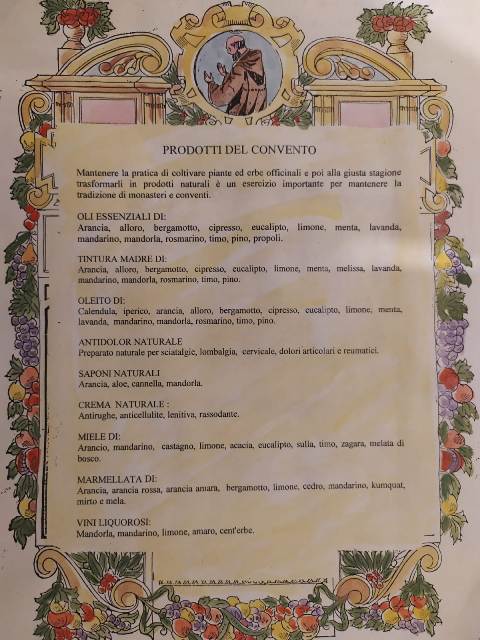 PRODOTTI DEL CONVENTO
Mantenere la pratica di coltivare piante ed erbe officinali e poi alla giusta stagione
trasformarli in prodotti naturali è un esercizio importante per mantenere la
tradizione di monasteri e conventi.
OLI ESSENZIALI DI:
Arancia, alloro, bergamotto, cipresso, eucalipto, limone, menta, lavanda,
mandarino, mandorla, rosmarino, timo, pino, propoli.
TINTURA MADRE DI:
Arancia, alloro, bergamotto, cipresso, eucalipto, limone, menta, melissa, lavanda,
mandarino, mandorla, rosmarino, timo, pino.
OLEITO DI:
Calendula, iperico, arancia, alloro, bergamotto, cipresso, eucalipto, limone, menta,
lavanda, mandarino, mandorla, rosmarino, timo, pino.
ANTIDOLOR NATURALE
Preparato naturale per sciatalgie, lombalgia, cervicale, dolori articolari e reumatici.
SAPONI NATURALI
Arancia, aloe, cannella, mandorla.
CREMA NATURALE :
Antirughe, anticellulite, lenitiva, rassodante.
MIELE DI:
Arancio, mandarino, castagno, limone, acacia, eucalipto, sulla, timo, zagara, melata di
bosco.
MARMELLATA DI:
Arancia, arancia rossa, arancia amara, bergamotto, limone, cedro, mandarino, kumquat,
mirto e mela.
VINI LIQUOROSI:
Mandorla, mandarino, limone, amaro, cent'erbe.